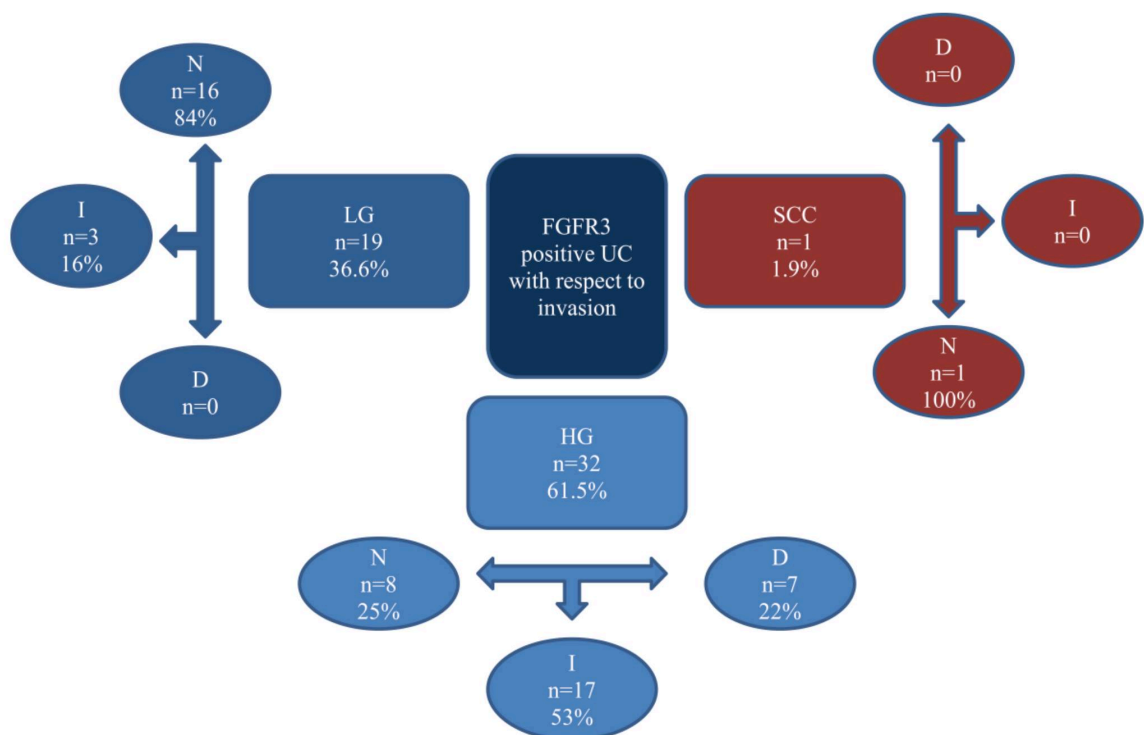 N
n=16
84%
I
n=3
16%
D
n=0
LG
n=19
36.6%
FGFR3
positive UC
with respect to
invasion
SCC
n=1
1.9%
D
n=0
I
n=0
N
n=1
100%
HG
n=32
61.5%
N
n=8
25%
I
n=17
53%
D
n=7
22%